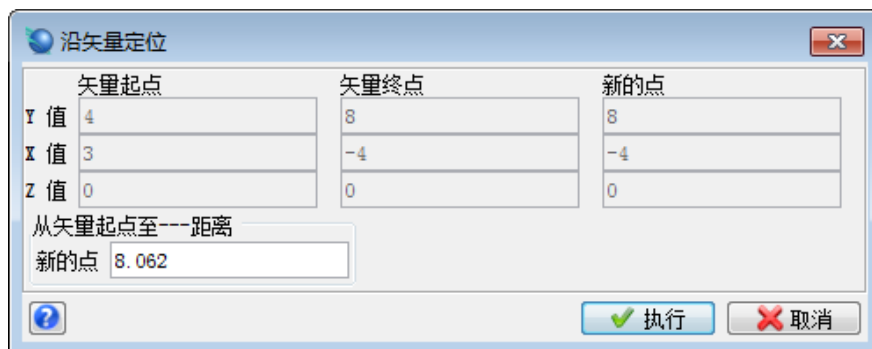 沿矢量定位
矢量起点 矢量终点 新的点
Y 值 4 8 8
X 值 3 -4 -4
Z 值 0 0 0
从矢量起点至---距离
新的点 8.062
执行 取消